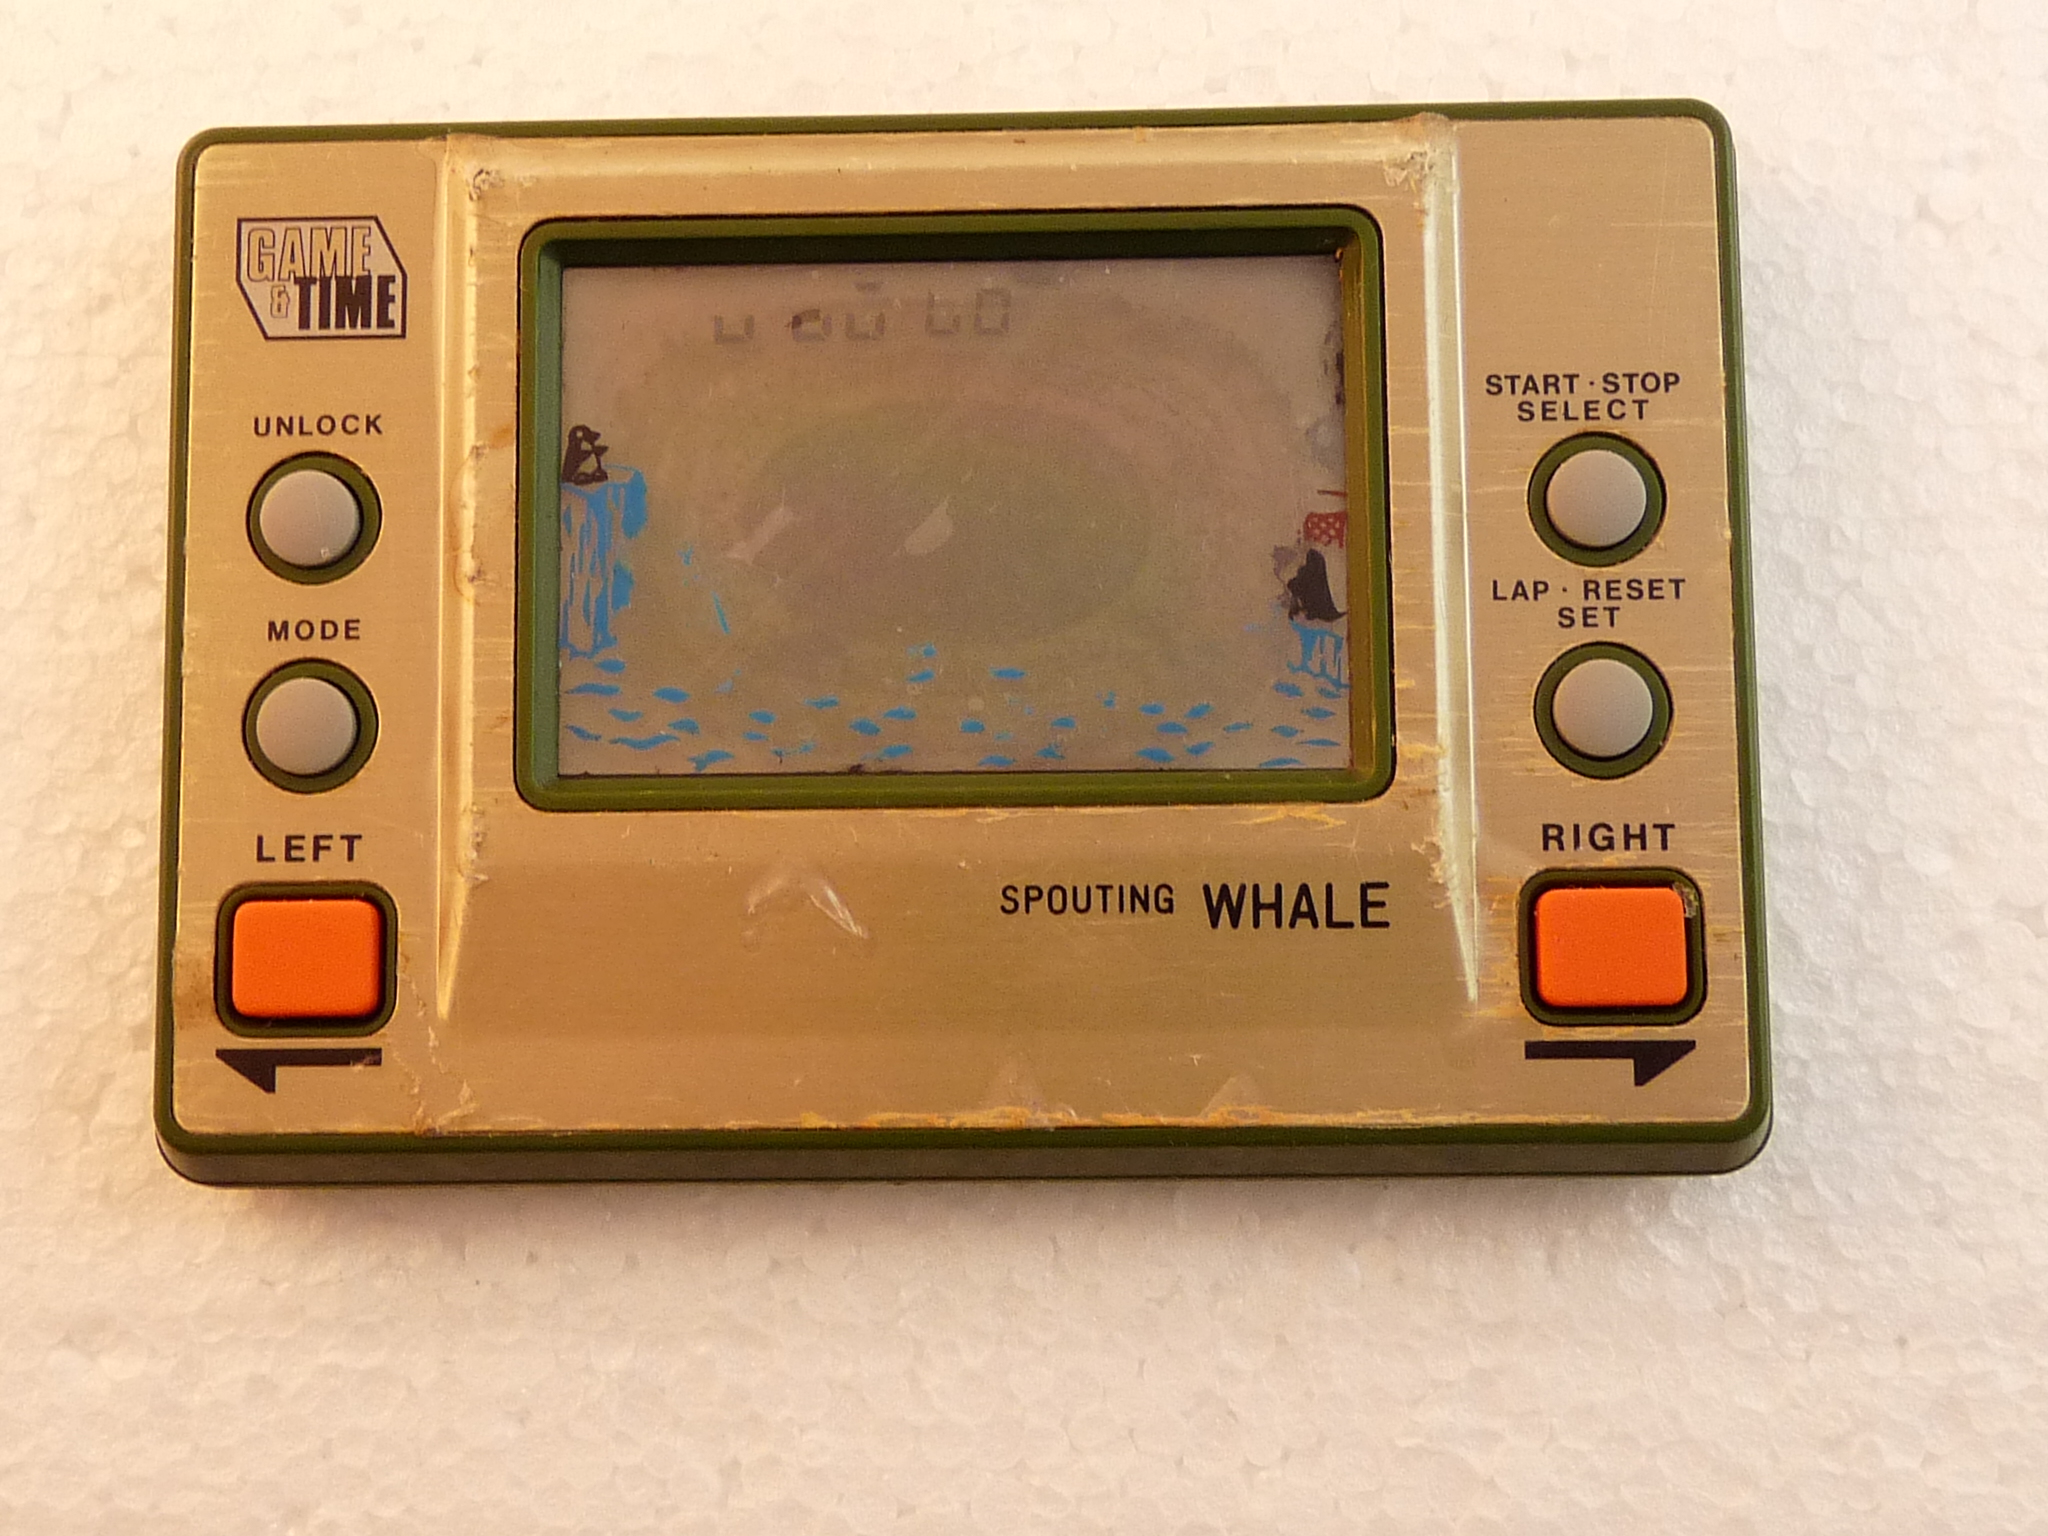 GAME
& TIME
UNLOCK
MODE
LEFT
START · STOP
SELECT
LAP · RESET
SET
RIGHT
SPOUTING WHALE